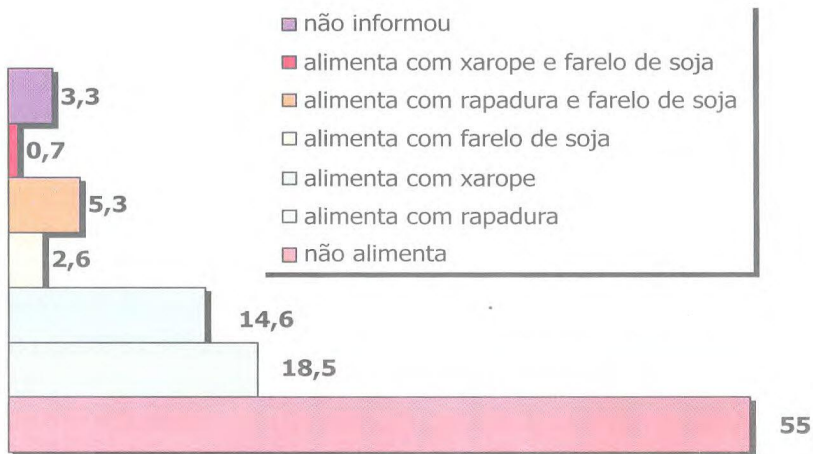 não informou
alimenta com xarope e farelo de soja
alimenta com rapadura e farelo de soja
alimenta com farelo de soja
alimenta com xarope
alimenta com rapadura
não alimenta
3,3
0,7
5,3
2,6
14,6
18,5
55